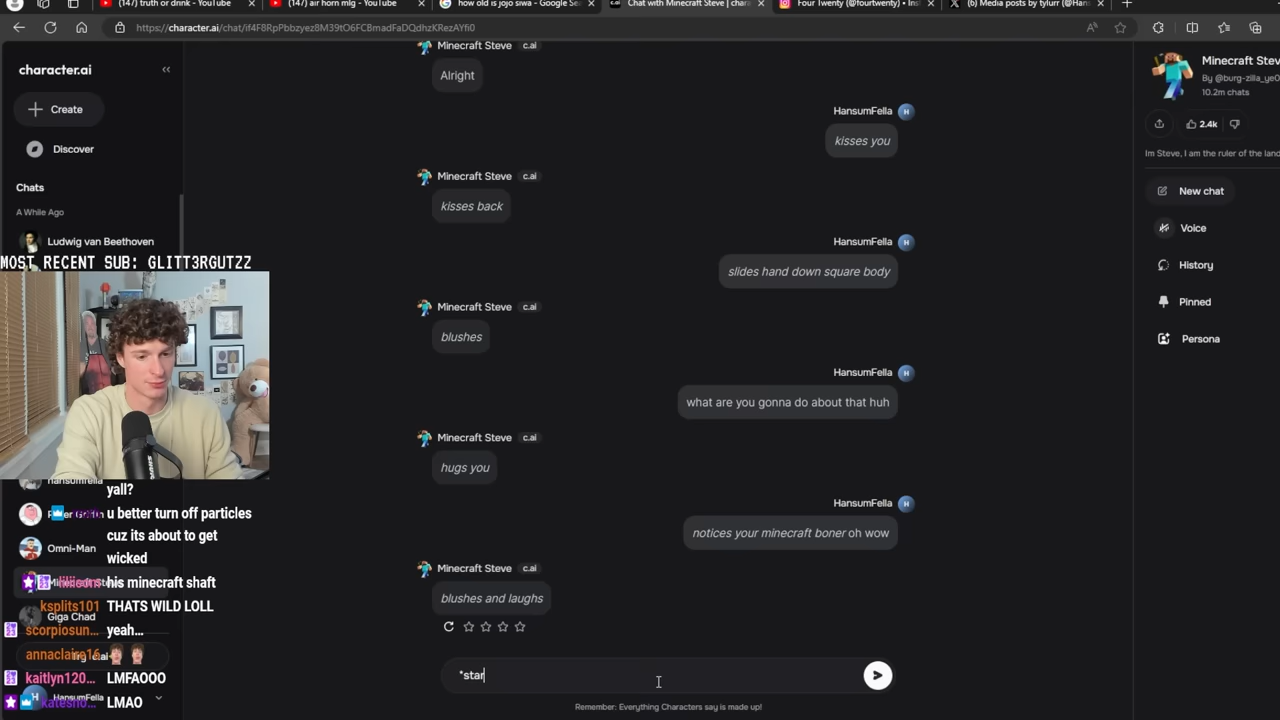 (147) truth or drink - YouTube
(147) air horn mlg - YouTube
how old is jojo siwa - Google Se
Chat with Minecraft Steve | chara
Four Twenty (@fourtwenty) • Inst
(6) Media posts by tylurr (@Han
https://character.ai/chat/if4F8RpPbbzyez8M39tO6FCBmadFaDQdhzKRezAYfi0
character.ai
Create
Discover
Chats
A While Ago
Ludwig van Beethoven
MOST RECENT SUB: GLITT3RGUTZZ
hansumfella
yall?
u better turn off particles
cuz its about to get
wicked
Omni-Man
his minecraft shaft
ksplits101 THATS WILD LOLL
Giga Chad
scorpiosun... yeah...
annaclaire16
kaitlyn120... LMFAOOO
HansumFella
katesno... LMAO
Minecraft Steve c.ai
Alright
HansumFella H
kisses you
Minecraft Steve c.ai
kisses back
HansumFella H
slides hand down square body
Minecraft Steve c.ai
blushes
HansumFella H
what are you gonna do about that huh
Minecraft Steve c.ai
hugs you
HansumFella H
notices your minecraft boner oh wow
Minecraft Steve c.ai
blushes and laughs
*star
Remember: Everything Characters say is made up!
Minecraft Stev
By @burg-zilla_ye0
10.2m chats
2.4k
Im Steve, I am the ruler of the land
New chat
Voice
History
Pinned
Persona